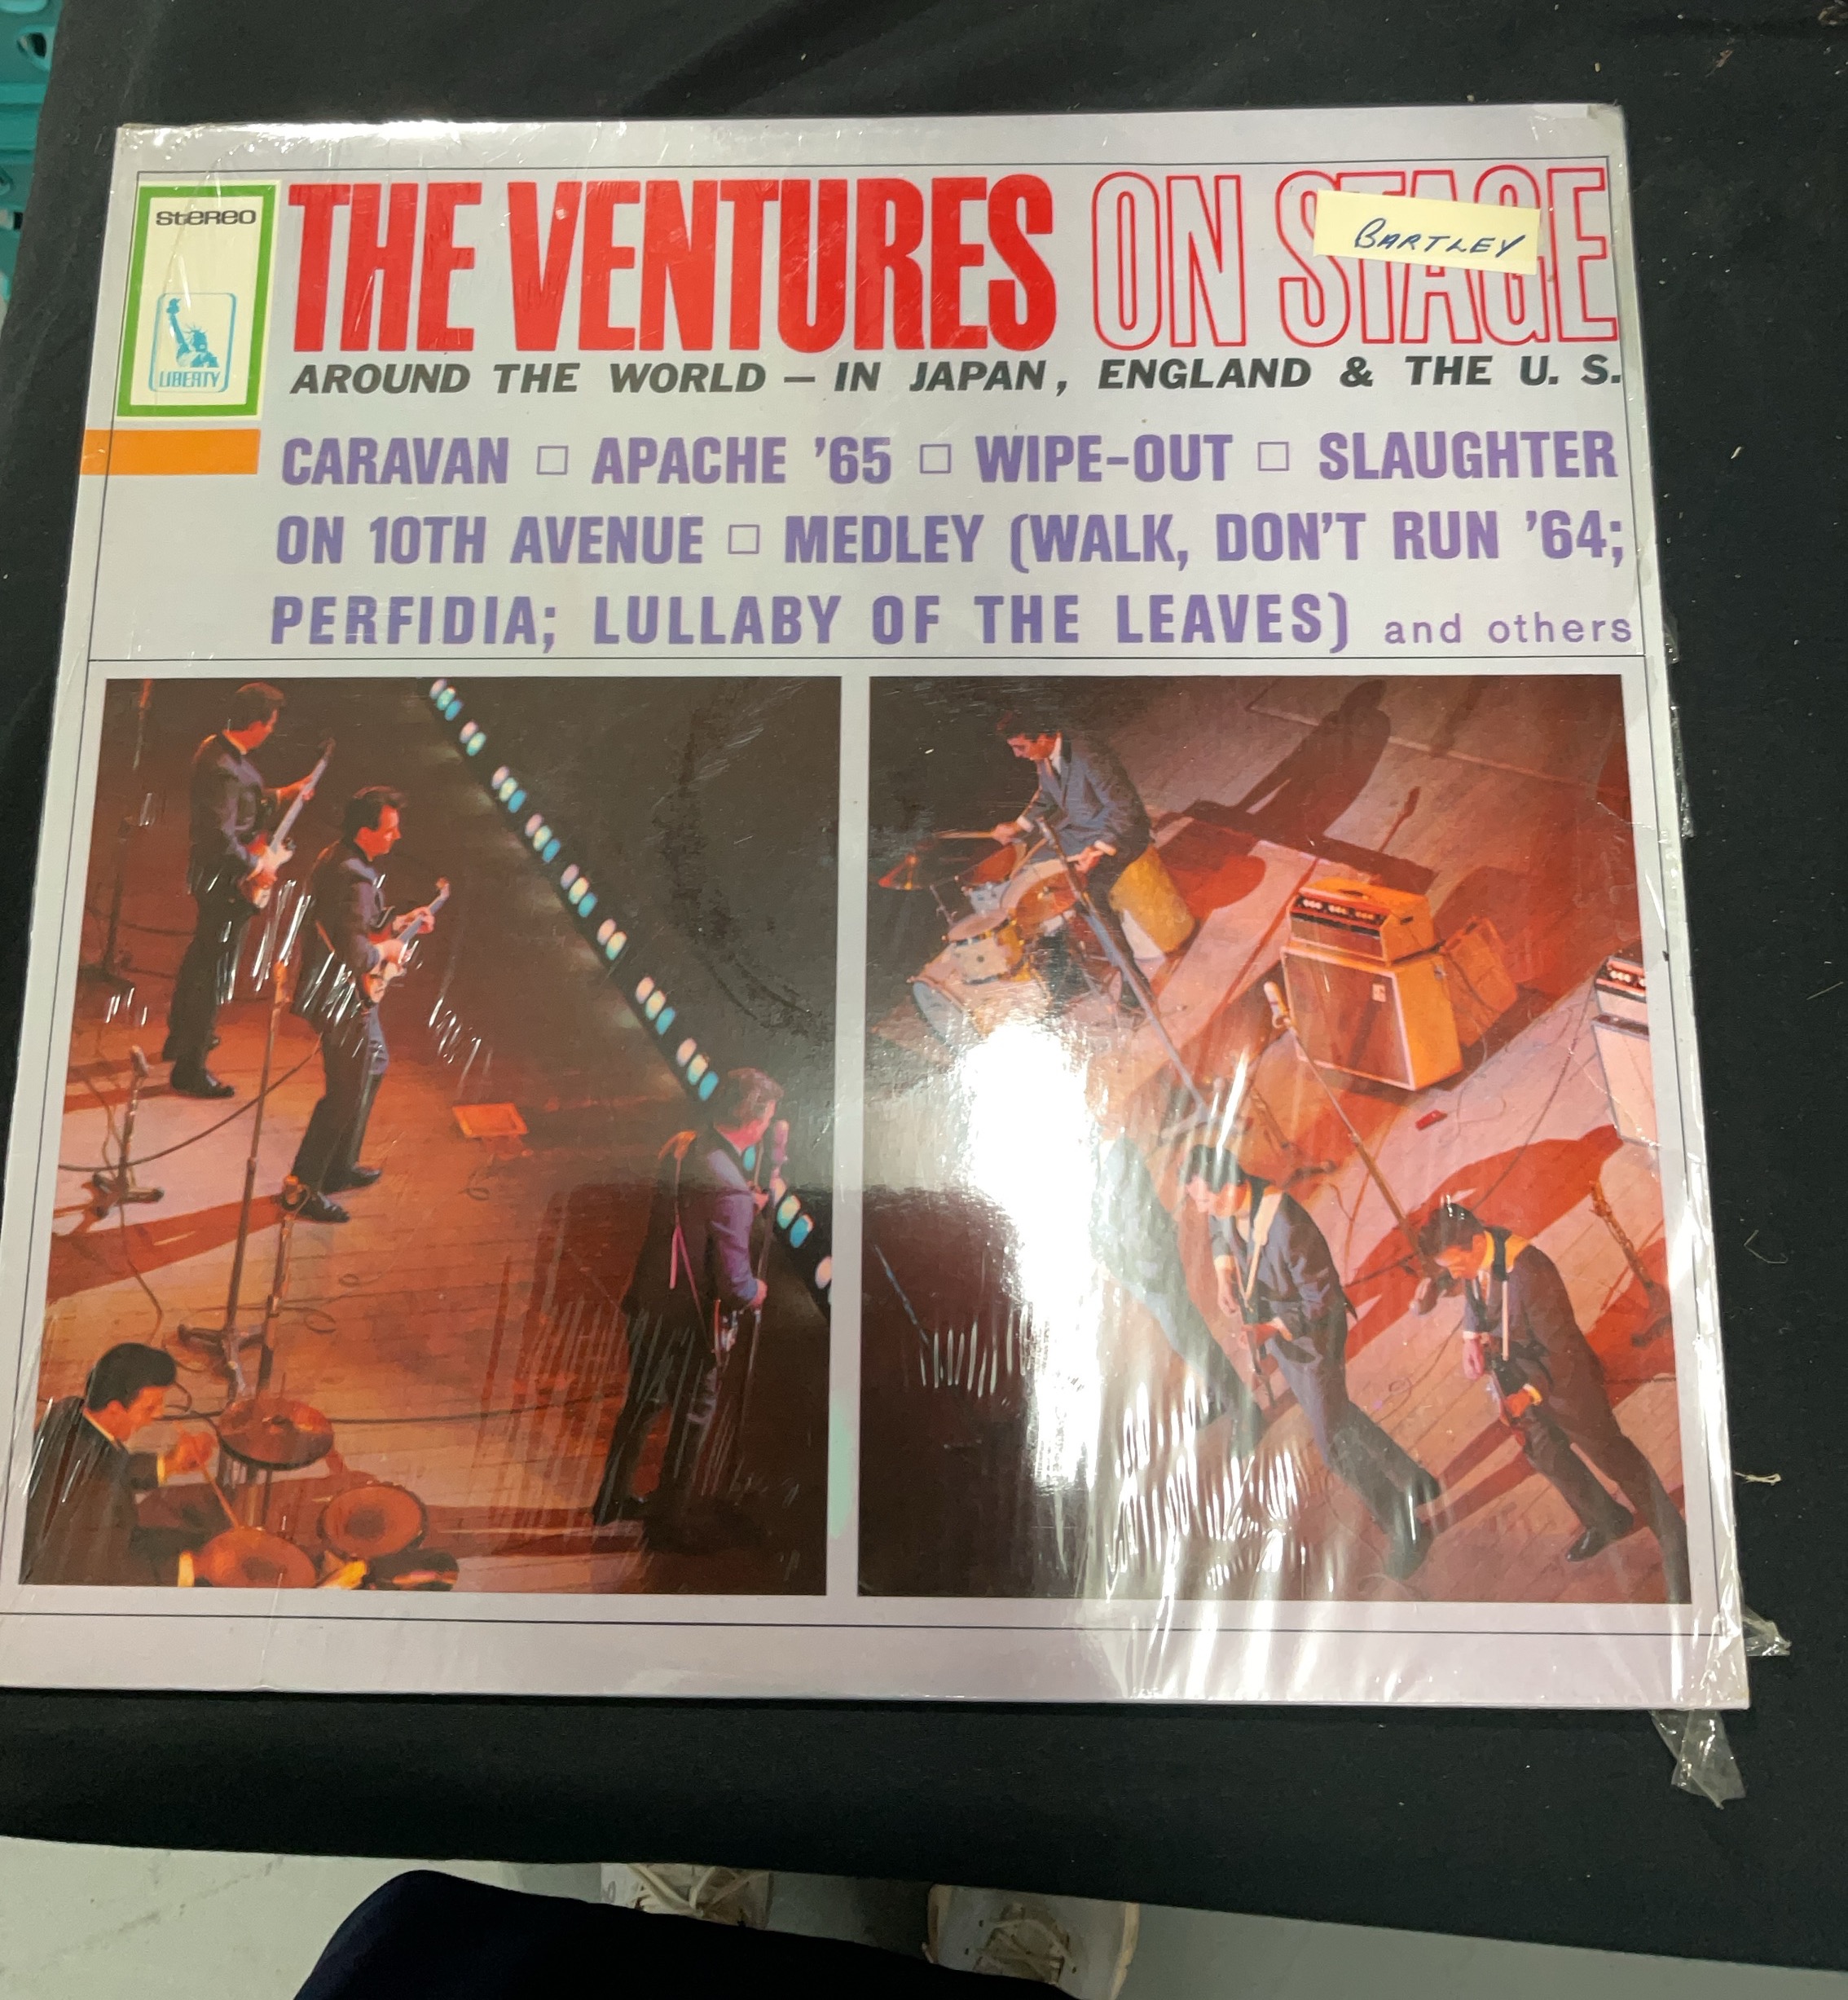 STEREO
LIBERTY
THE VENTURES ON STAGE
BARTLEY
AROUND THE WORLD – IN JAPAN, ENGLAND & THE U. S.
CARAVAN □ APACHE '65 □ WIPE-OUT □ SLAUGHTER
ON 10TH AVENUE □ MEDLEY (WALK, DON'T RUN '64;
PERFIDIA; LULLABY OF THE LEAVES) and others